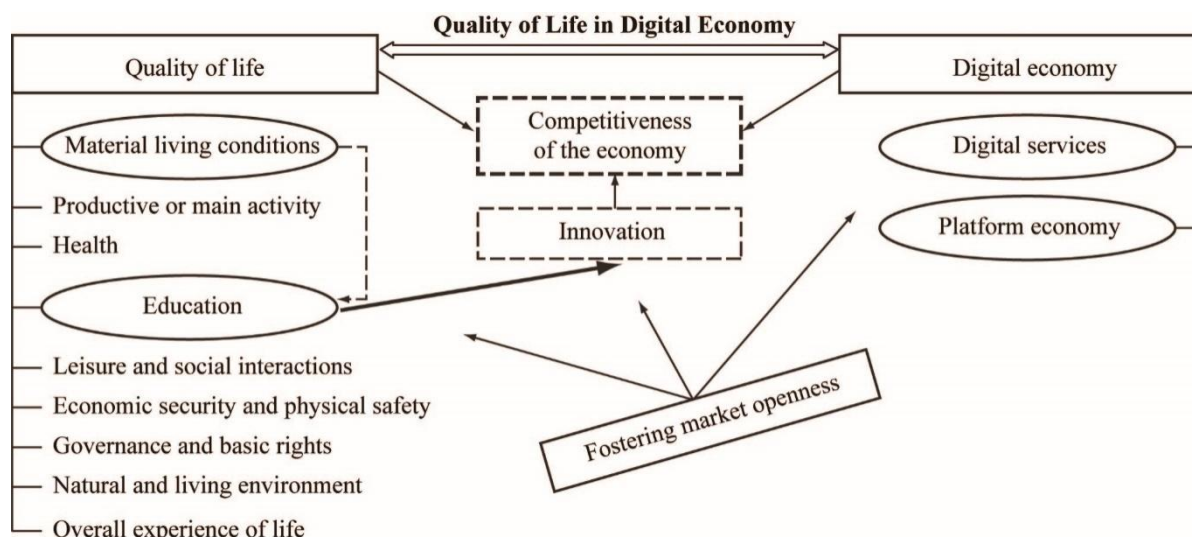 Quality of Life in Digital Economy
Quality of life
Digital economy
Competitiveness
of the economy
Material living conditions
Digital services
Productive or main activity
Innovation
Platform economy
Health
Education
Leisure and social interactions
Economic security and physical safety
Fostering market openness
Governance and basic rights
Natural and living environment
Overall experience of life